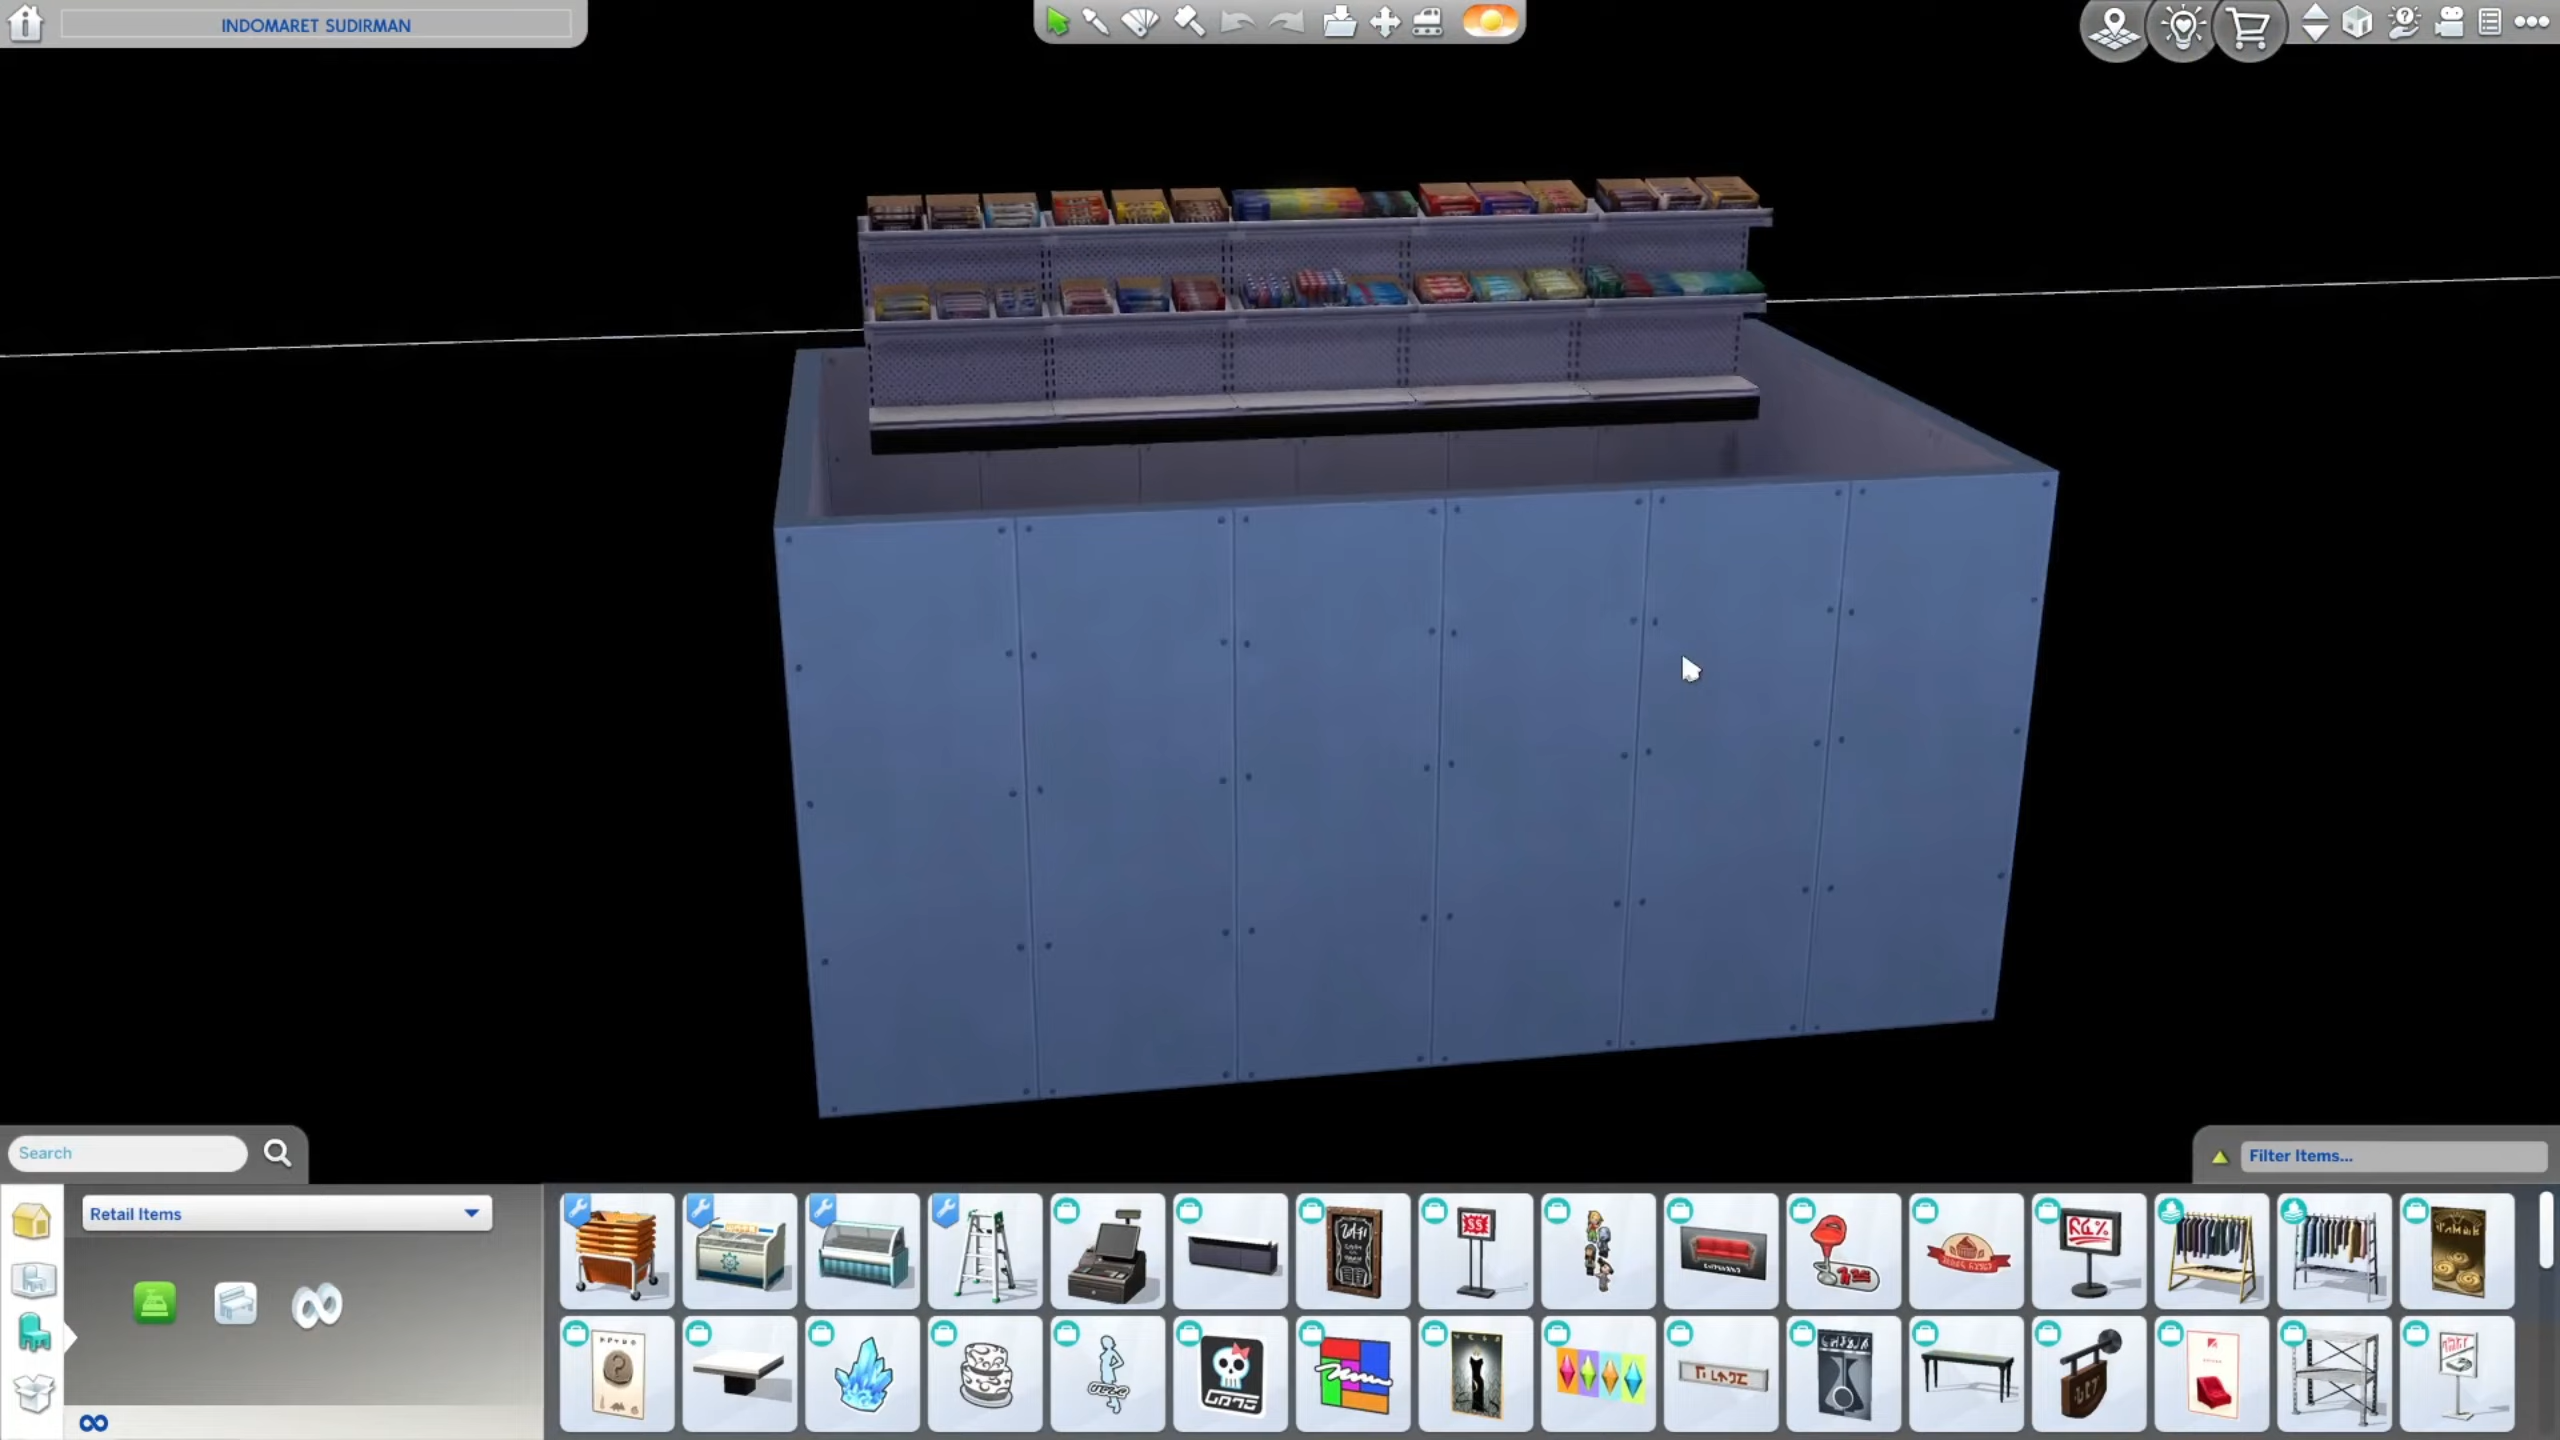 INDOMARET SUDIRMAN
Search
Filter Items...
Retail Items
$$